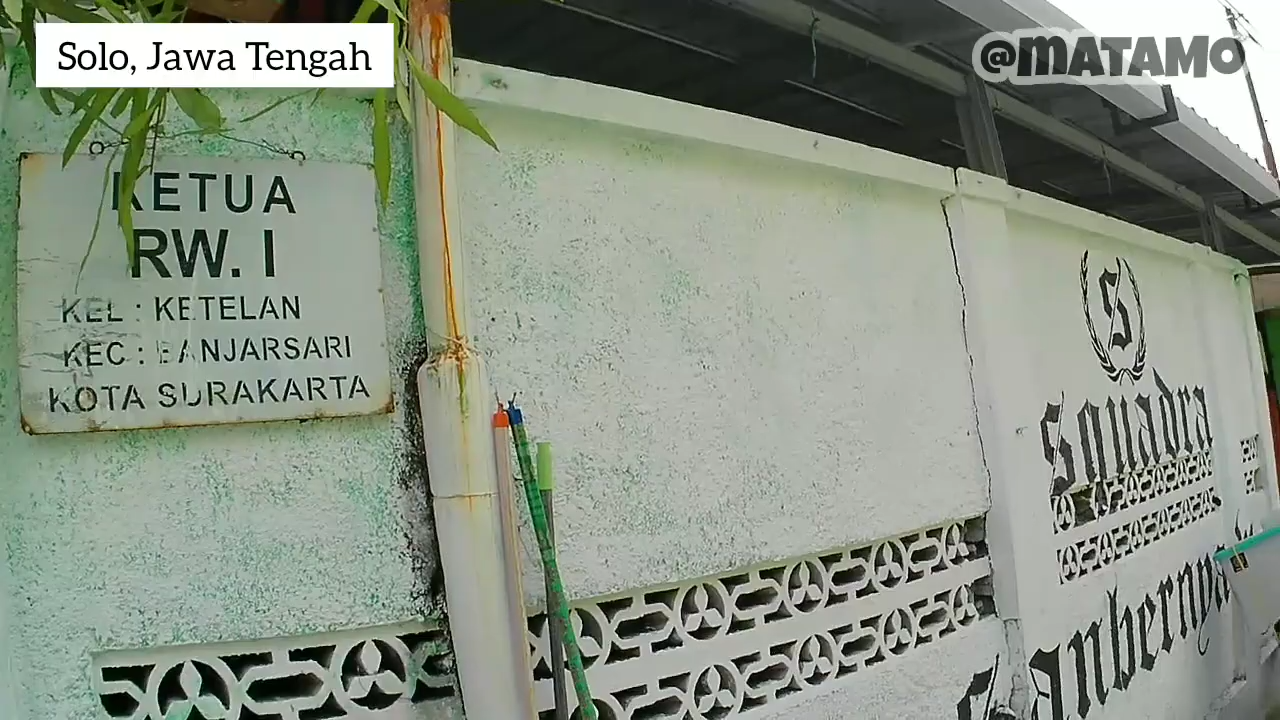 Solo, Jawa Tengah
@MATAMO
KETUA
RW. I
KEL : KETELAN
KEC : BANJARSARI
KOTA SURAKARTA
S
Squadra